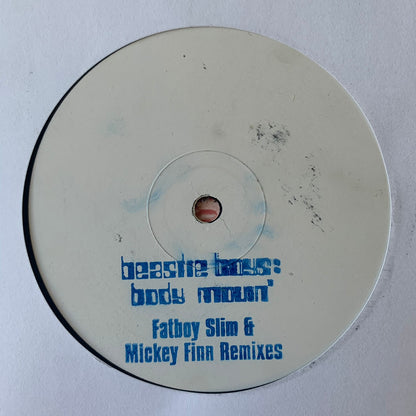 beastie boys:
body movin'
Fatboy Slim &
Mickey Finn Remixes